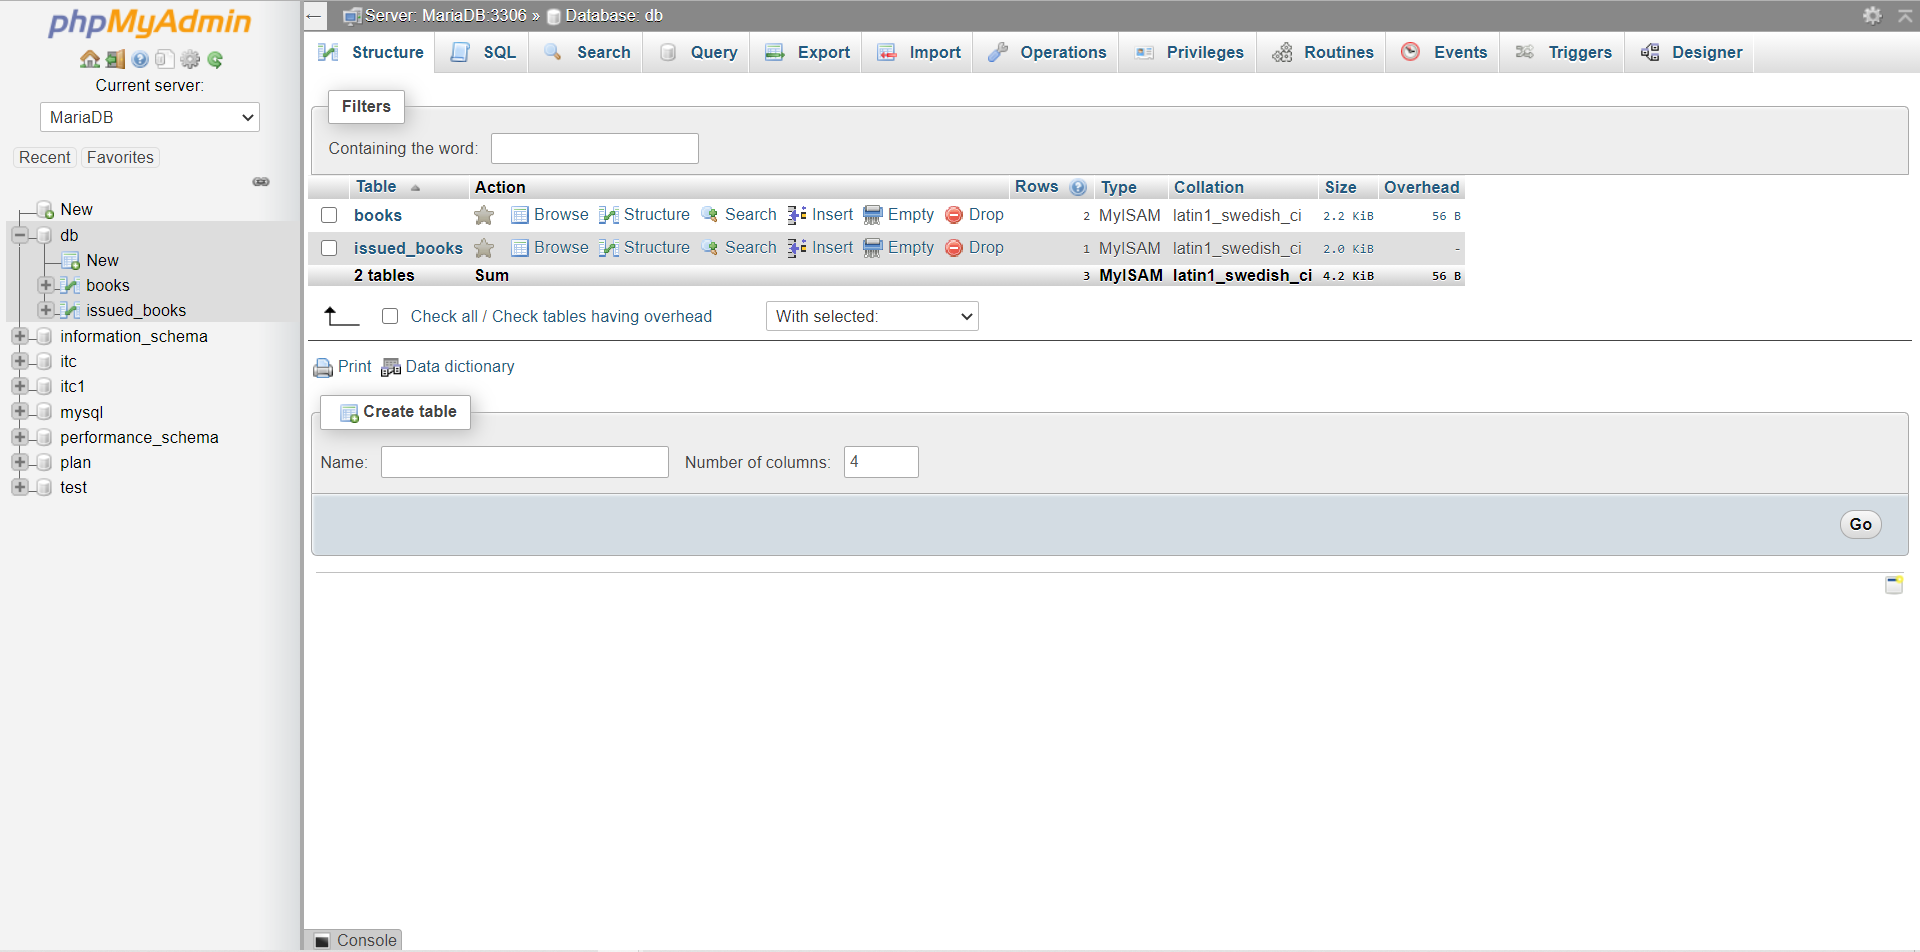 phpMyAdmin
Current server:
MariaDB
Recent Favorites
New
db
New
books
issued_books
information_schema
itc
itc1
mysql
performance_schema
plan
test
Server: MariaDB:3306 » Database: db
Structure SQL Search Query Export Import Operations Privileges Routines Events Triggers Designer
Filters
Containing the word:
Table Action Rows Type Collation Size Overhead
books Browse Structure Search Insert Empty Drop 2 MyISAM latin1_swedish_ci 2.2 KiB 56 B
issued_books Browse Structure Search Insert Empty Drop 1 MyISAM latin1_swedish_ci 2.0 KiB -
2 tables Sum 3 MyISAM latin1_swedish_ci 4.2 KiB 56 B
Check all / Check tables having overhead With selected:
Print Data dictionary
Create table
Name: Number of columns: 4
Go
Console